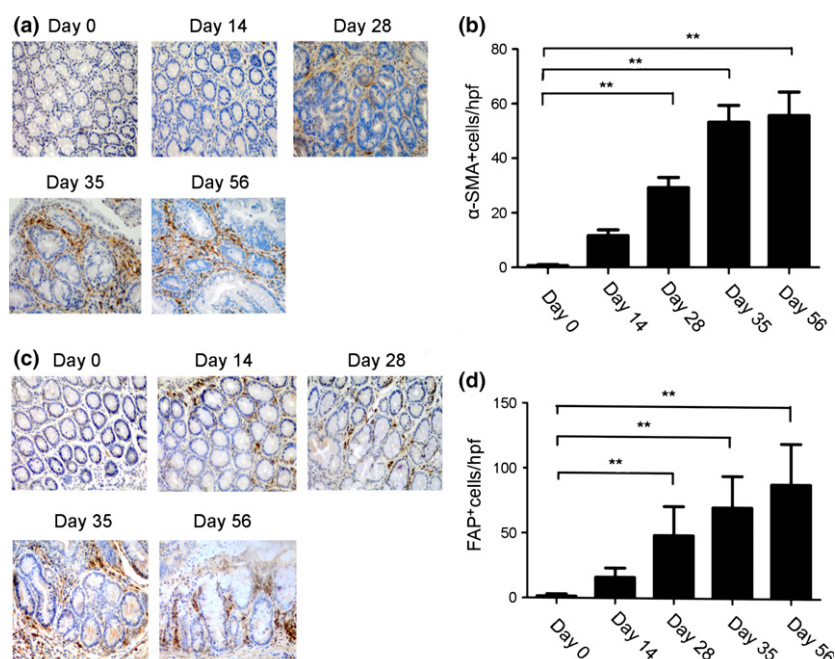 (a)
Day 0 Day 14 Day 28
Day 35 Day 56
(b)
**
**
**
80
60
40
20
0
α-SMA+cells/hpf
Day 0 Day 14 Day 28 Day 35 Day 56
(c)
Day 0 Day 14 Day 28
Day 35 Day 56
(d)
**
**
**
150
100
50
0
FAP+cells/hpf
Day 0 Day 14 Day 28 Day 35 Day 56